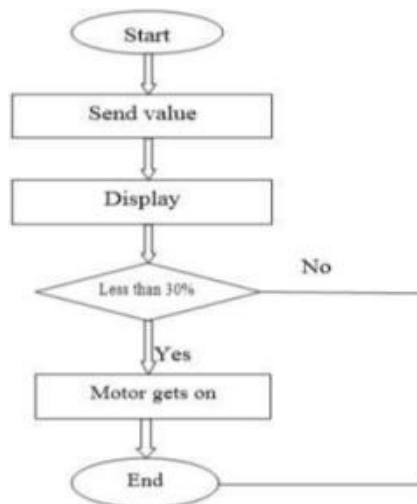 Start
Send value
Display
No
Less than 30%
Yes
Motor gets on
End